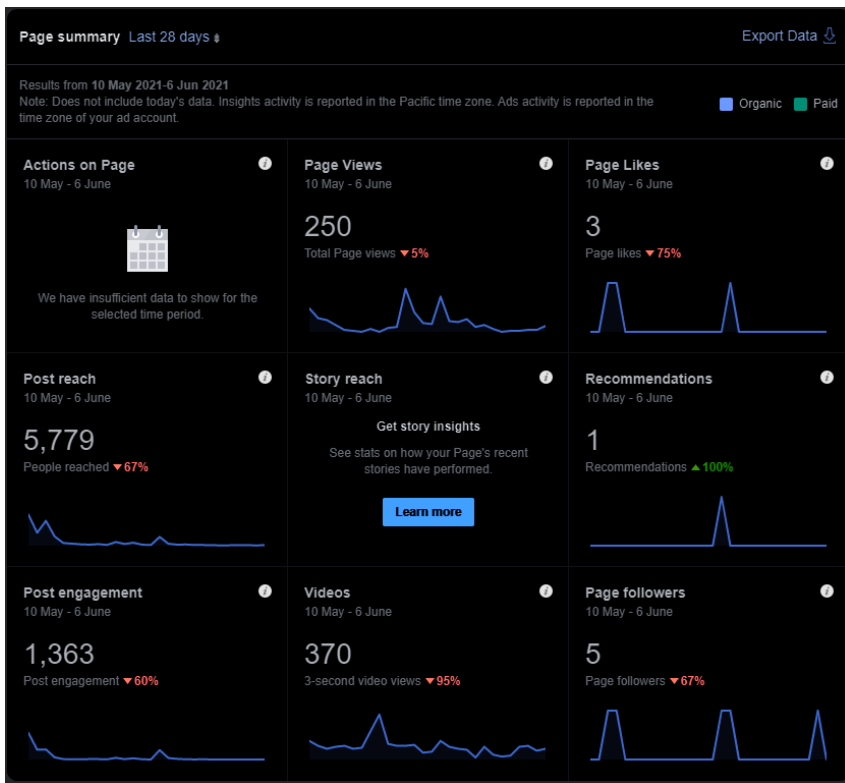 Page summary Last 28 days
Export Data
Results from 10 May 2021-6 Jun 2021
Note: Does not include today's data. Insights activity is reported in the Pacific time zone. Ads activity is reported in the
time zone of your ad account.
Organic Paid
Actions on Page
10 May - 6 June
We have insufficient data to show for the
selected time period.
Page Views
10 May - 6 June
250
Total Page views ▼5%
Page Likes
10 May - 6 June
3
Page likes ▼75%
Post reach
10 May - 6 June
5,779
People reached ▼67%
Story reach
10 May - 6 June
Get story insights
See stats on how your Page's recent
stories have performed.
Learn more
Recommendations
10 May - 6 June
1
Recommendations ▲100%
Post engagement
10 May - 6 June
1,363
Post engagement ▼60%
Videos
10 May - 6 June
370
3-second video views ▼95%
Page followers
10 May - 6 June
5
Page followers ▼67%